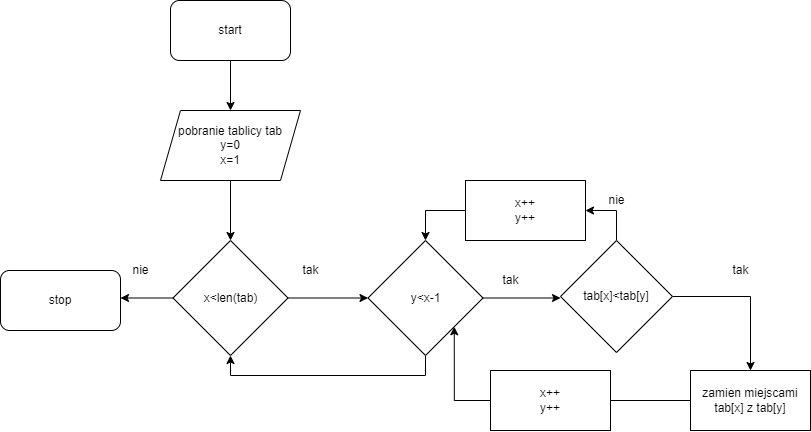 start
pobranie tablicy tab
y=0
x=1
x++
y++
nie
nie
tak
tak
tak
stop
x<len(tab)
y<x-1
tab[x]<tab[y]
x++
y++
zamien miejscami
tab[x] z tab[y]